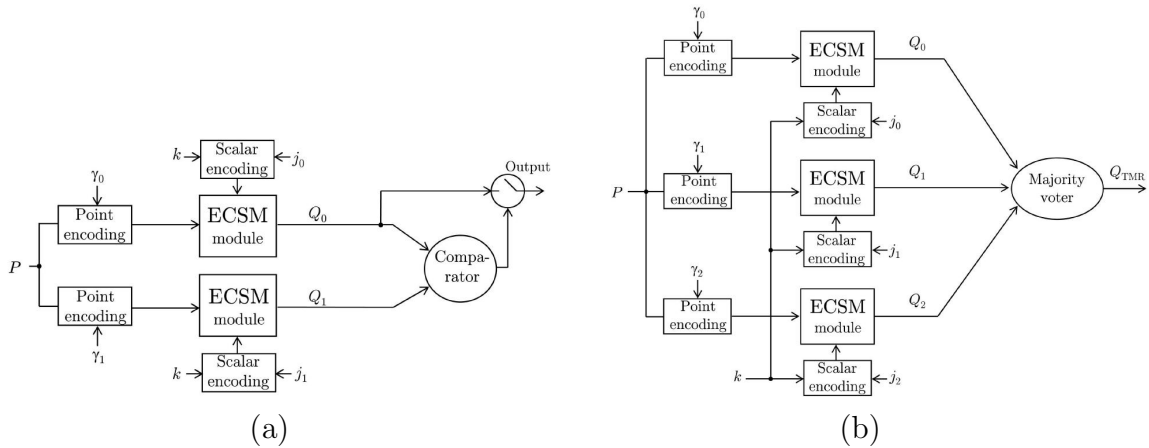 k
Scalar
encoding
j₀
γ₀
Point
encoding
ECSM
module
Q₀
Output
P
Compa-
rator
Point
encoding
γ₁
ECSM
module
Q₁
k
Scalar
encoding
j₁
(a)
γ₀
Point
encoding
ECSM
module
Q₀
Scalar
encoding
j₀
γ₁
P
Point
encoding
ECSM
module
Q₁
Majority
voter
Q_TMR
Scalar
encoding
j₁
γ₂
Point
encoding
ECSM
module
Q₂
k
Scalar
encoding
j₂
(b)